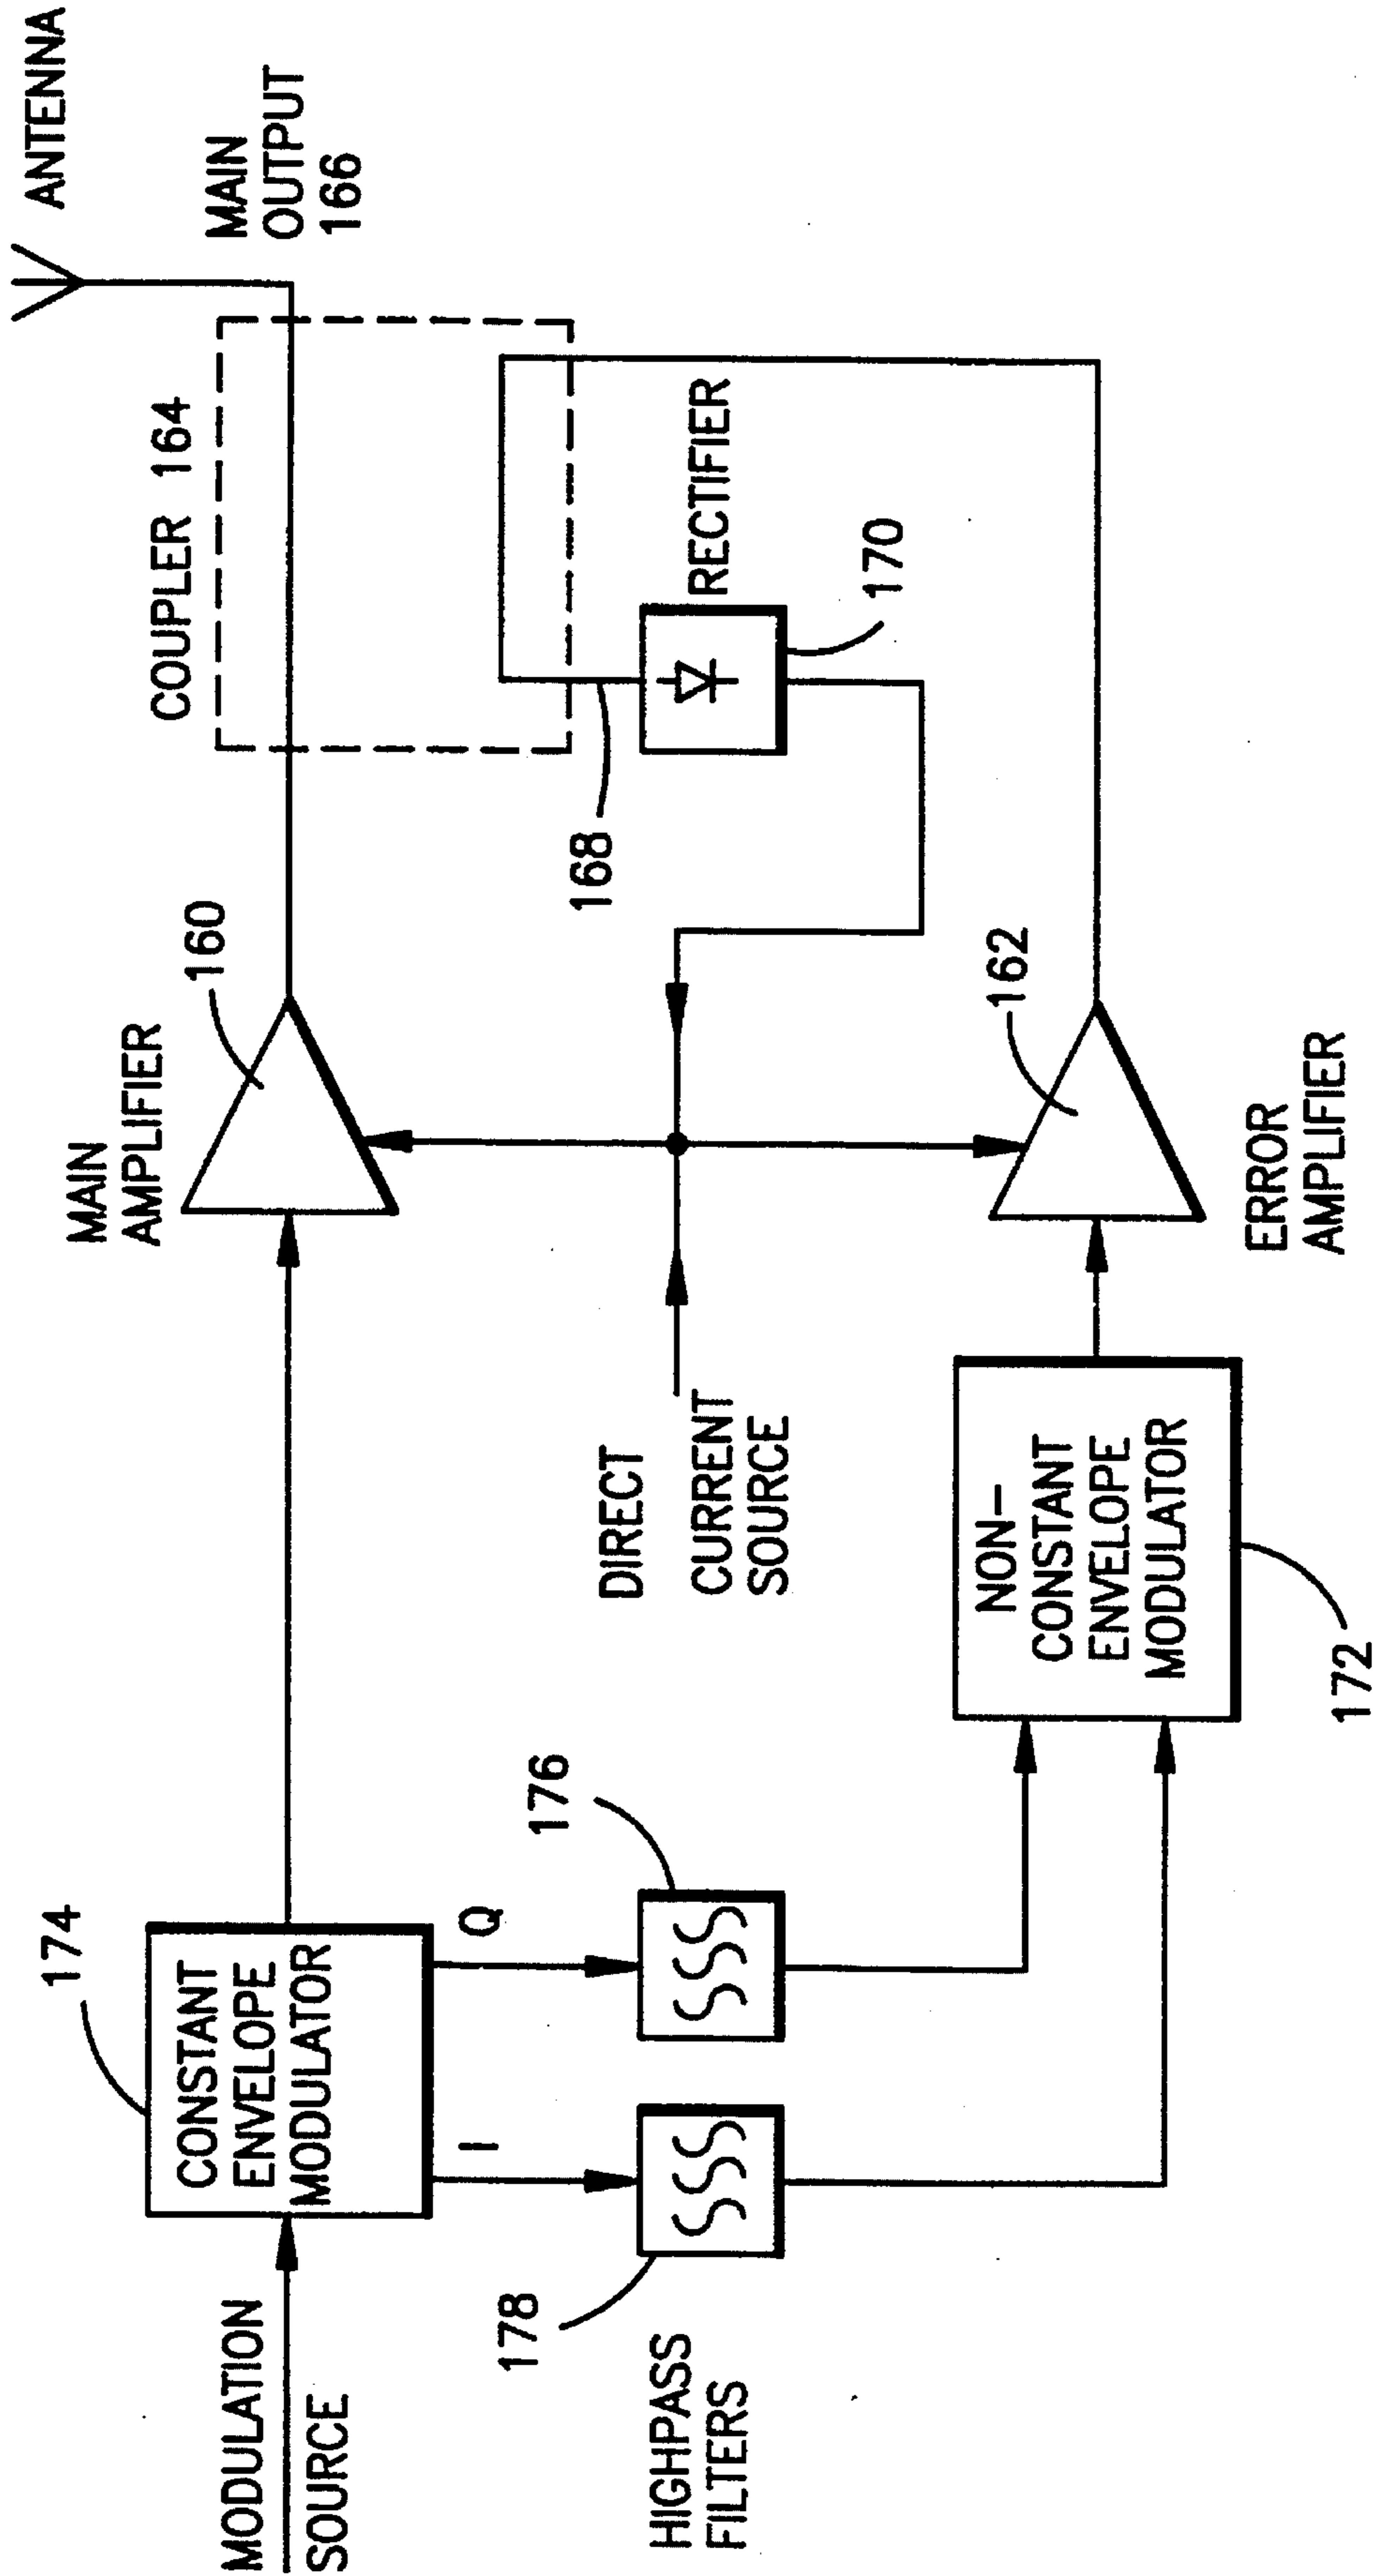 ANTENNA
MAIN
OUTPUT
166
COUPLER 164
MAIN
AMPLIFIER
160
RECTIFIER
170
168
162
ERROR
AMPLIFIER
DIRECT
CURRENT
SOURCE
174
CONSTANT
ENVELOPE
MODULATOR
MODULATION
SOURCE
I
Q
176
178
HIGHPASS
FILTERS
NON-
CONSTANT
ENVELOPE
MODULATOR
172